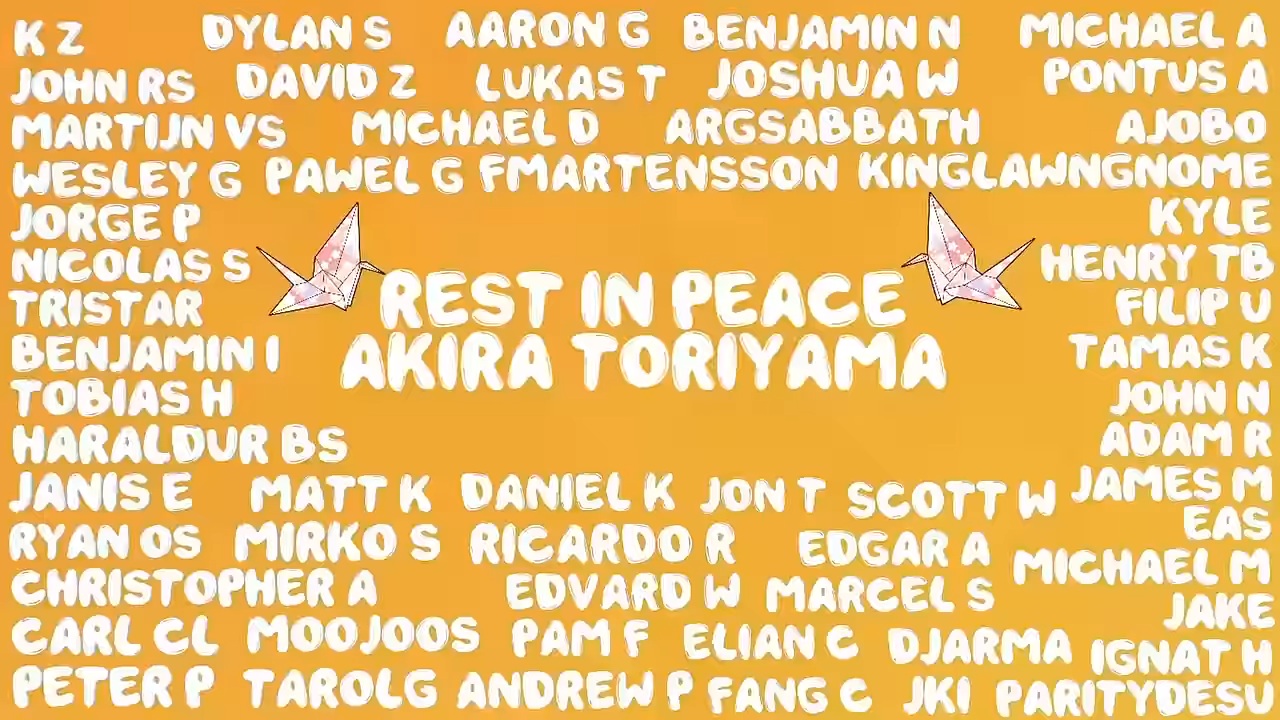 K Z DYLAN S AARON G BENJAMIN N MICHAEL A
JOHN RS DAVID Z LUKAS T JOSHUA W PONTUS A
MARTIJN VS MICHAEL D ARGSABBATH AJOBO
WESLEY G PAWEL G FMARTENSSON KINGLAWNGNOME
JORGE P KYLE
NICOLAS S HENRY TB
REST IN PEACE
TRISTAR FILIP U
AKIRA TORIYAMA
BENJAMIN I TAMAS K
TOBIAS H JOHN N
HARALDUR BS ADAM R
JANIS E MATT K DANIEL K JON T SCOTT W JAMES M
EAS
RYAN OS MIRKO S RICARDO R EDGAR A MICHAEL M
CHRISTOPHER A EDVARD W MARCEL S JAKE
CARL CL MOOJOOS PAM F ELIAN C DJARMA IGNAT H
PETER P TAROLG ANDREW P FANG C JKI PARITYDESU